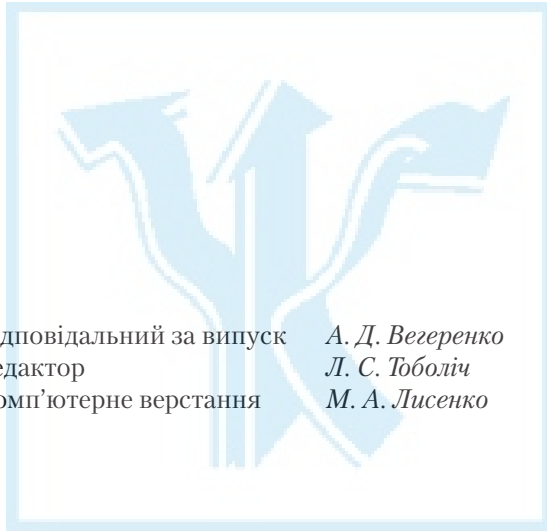 дповідальний за випуск А. Д. Вегеренко
едактор Л. С. Тоболіч
омп’ютерне верстання М. А. Лисенко